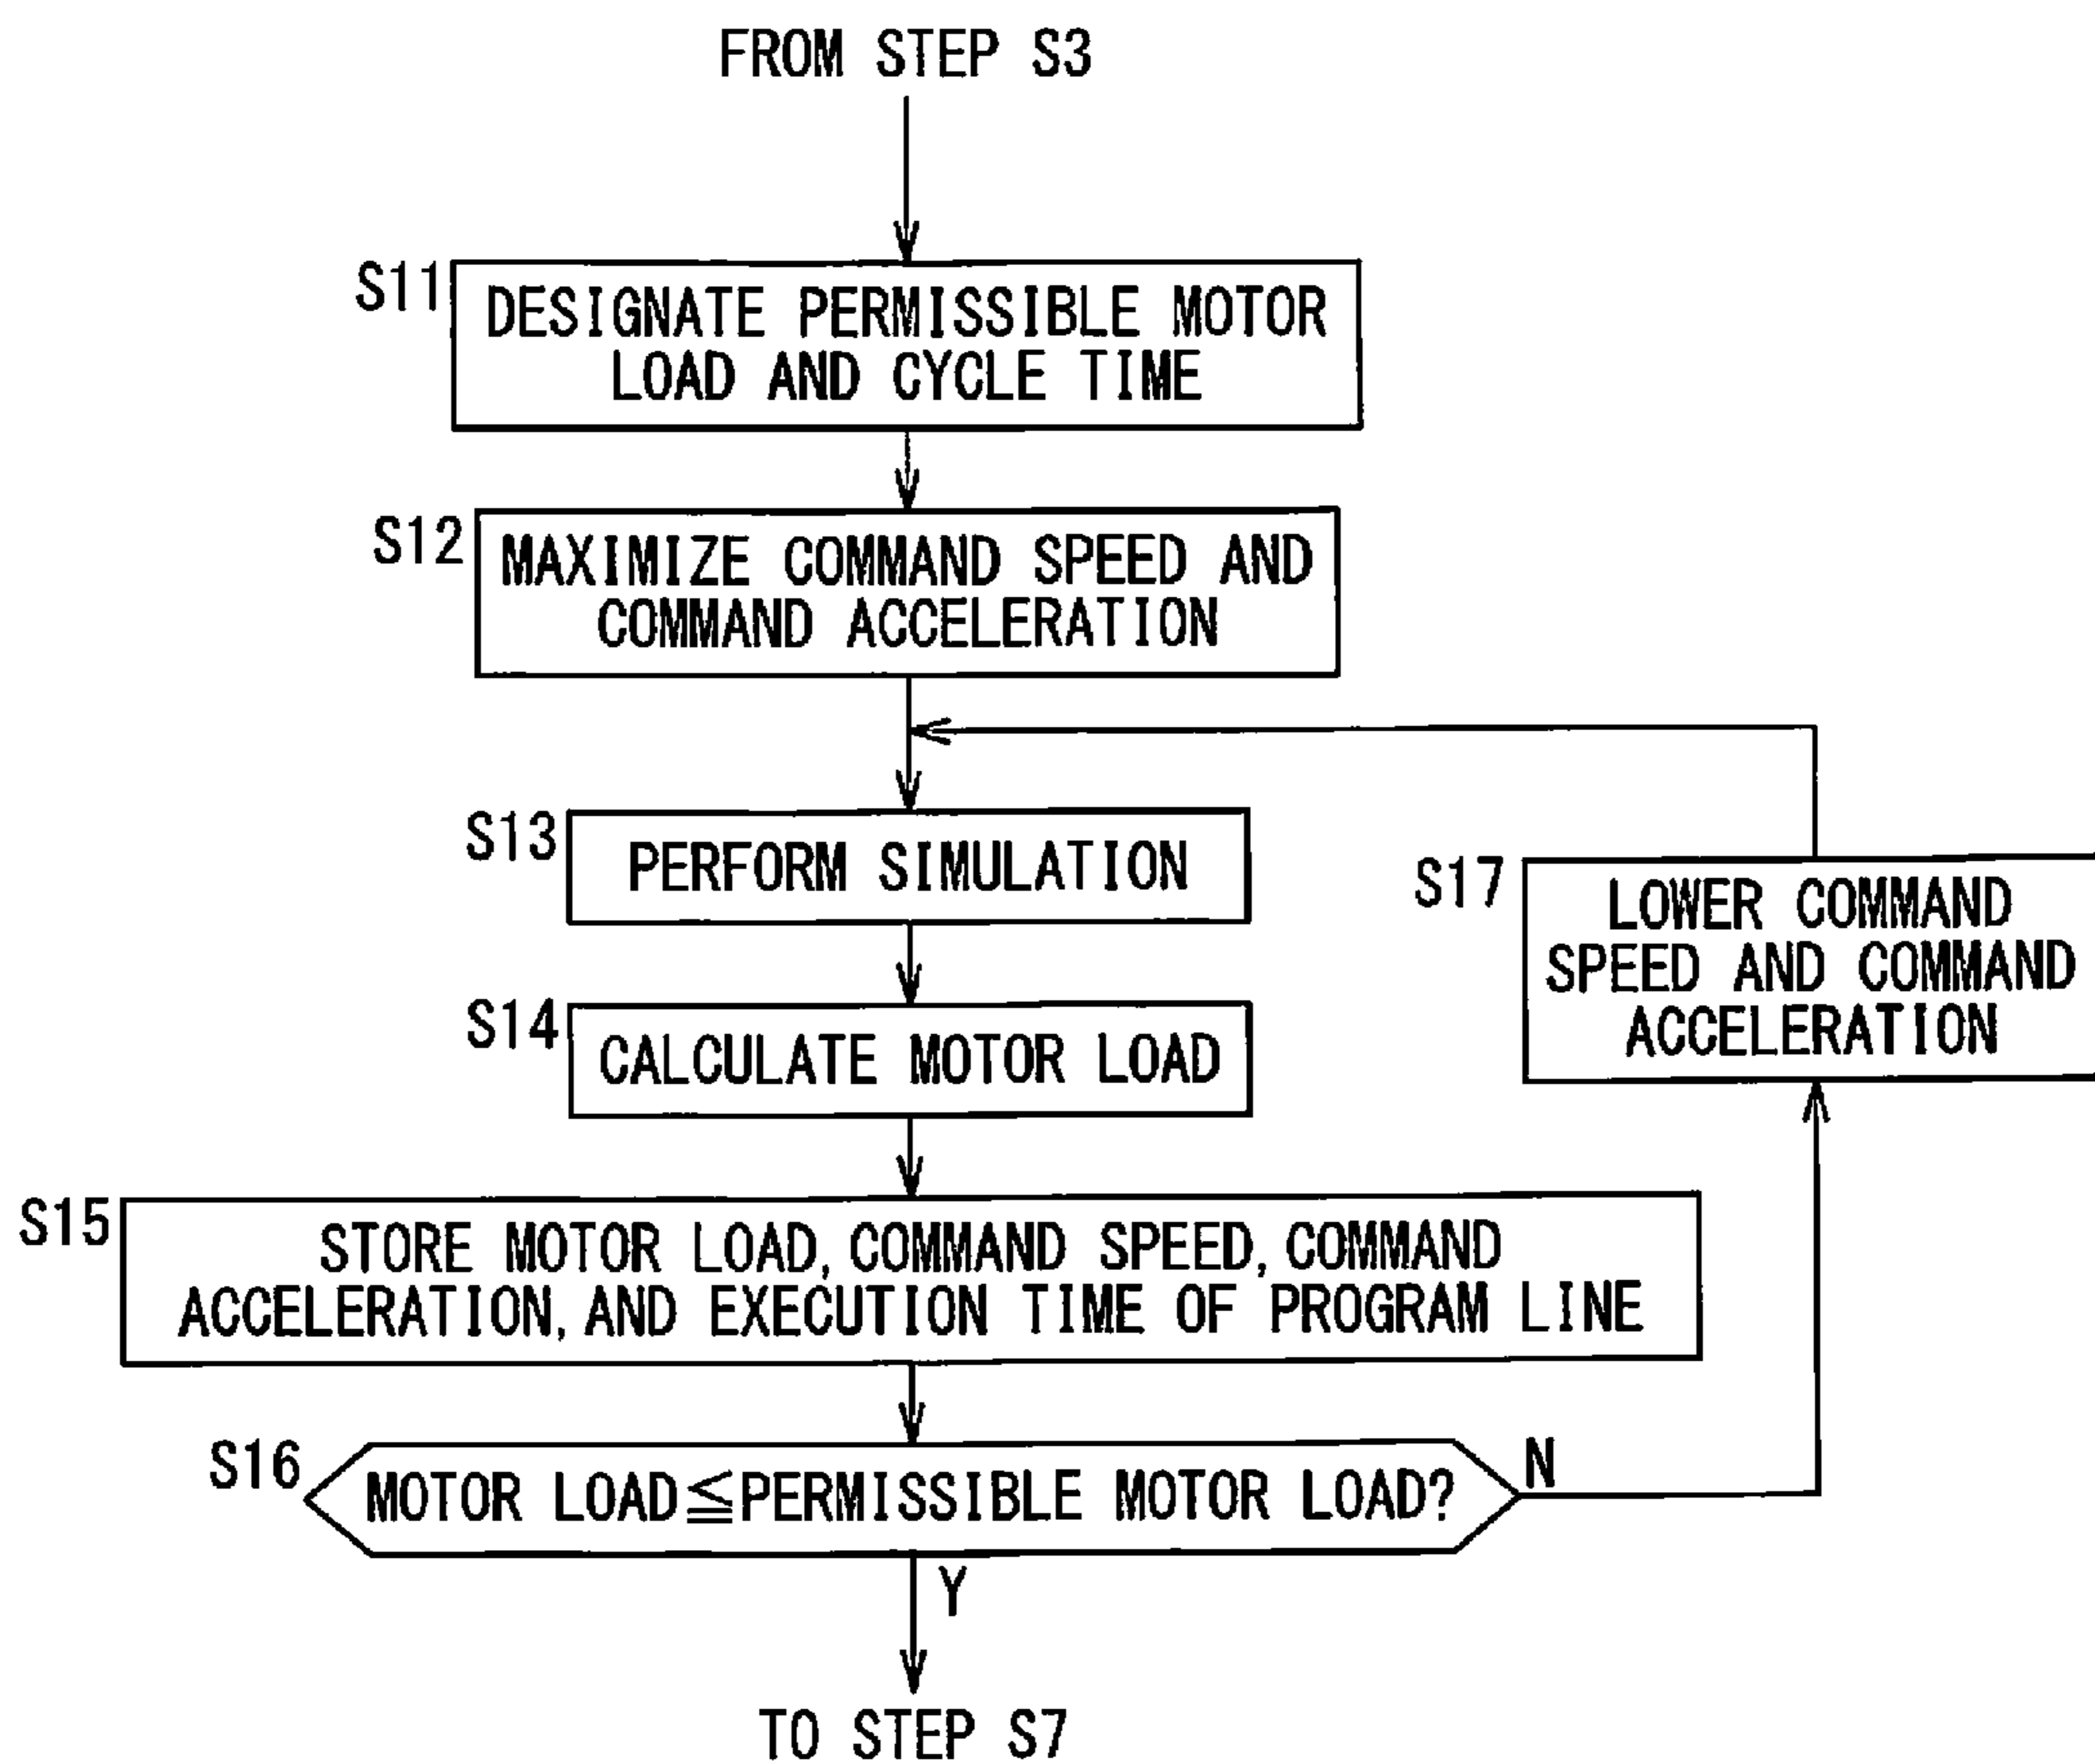 FROM STEP S3
S11
DESIGNATE PERMISSIBLE MOTOR
LOAD AND CYCLE TIME
S12
MAXIMIZE COMMAND SPEED AND
COMMAND ACCELERATION
S13
PERFORM SIMULATION
S17
LOWER COMMAND
SPEED AND COMMAND
ACCELERATION
S14
CALCULATE MOTOR LOAD
S15
STORE MOTOR LOAD, COMMAND SPEED, COMMAND
ACCELERATION, AND EXECUTION TIME OF PROGRAM LINE
S16
MOTOR LOAD≦PERMISSIBLE MOTOR LOAD?
N
Y
TO STEP S7